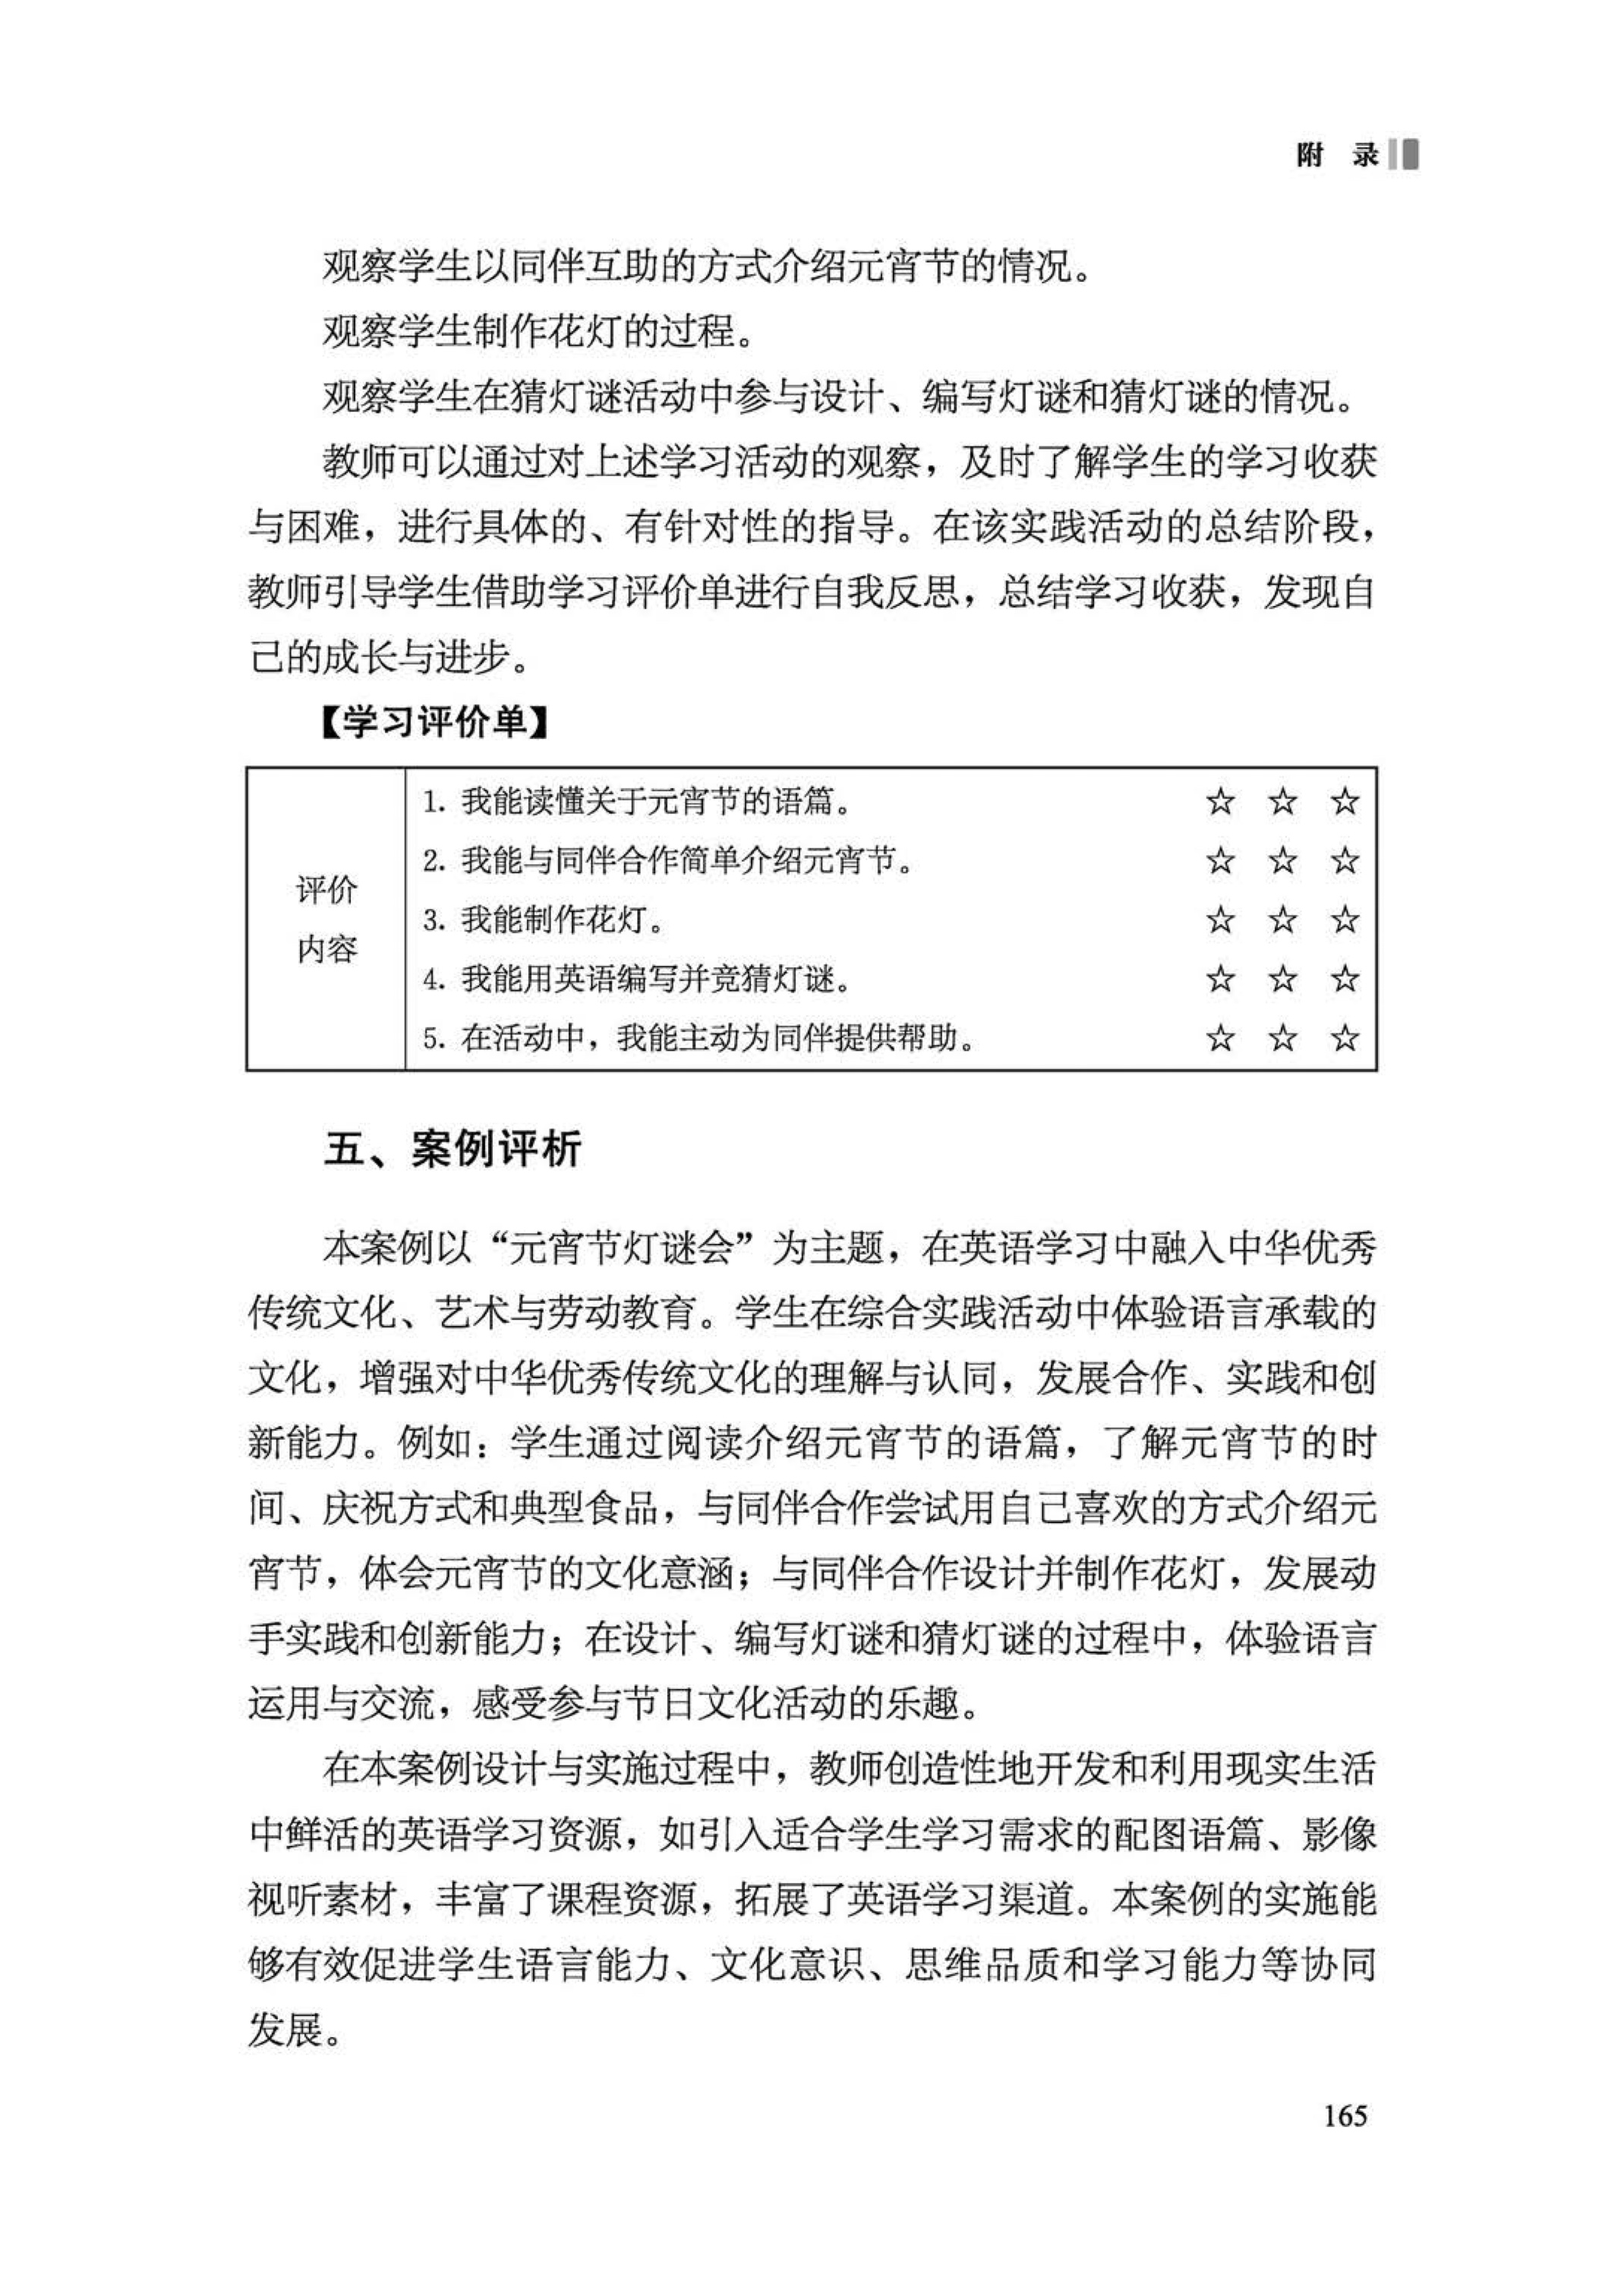 附 录
观察学生以同伴互助的方式介绍元宵节的情况。
观察学生制作花灯的过程。
观察学生在猜灯谜活动中参与设计、编写灯谜和猜灯谜的情况。
教师可以通过对上述学习活动的观察，及时了解学生的学习收获
与困难，进行具体的、有针对性的指导。在该实践活动的总结阶段，
教师引导学生借助学习评价单进行自我反思，总结学习收获，发现自
己的成长与进步。
【学习评价单】
评价
内容
1. 我能读懂关于元宵节的语篇。 ☆ ☆ ☆
2. 我能与同伴合作简单介绍元宵节。 ☆ ☆ ☆
3. 我能制作花灯。 ☆ ☆ ☆
4. 我能用英语编写并竞猜灯谜。 ☆ ☆ ☆
5. 在活动中，我能主动为同伴提供帮助。 ☆ ☆ ☆
五、案例评析
本案例以“元宵节灯谜会”为主题，在英语学习中融入中华优秀
传统文化、艺术与劳动教育。学生在综合实践活动中体验语言承载的
文化，增强对中华优秀传统文化的理解与认同，发展合作、实践和创
新能力。例如：学生通过阅读介绍元宵节的语篇，了解元宵节的时
间、庆祝方式和典型食品，与同伴合作尝试用自己喜欢的方式介绍元
宵节，体会元宵节的文化意涵；与同伴合作设计并制作花灯，发展动
手实践和创新能力；在设计、编写灯谜和猜灯谜的过程中，体验语言
运用与交流，感受参与节日文化活动的乐趣。
在本案例设计与实施过程中，教师创造性地开发和利用现实生活
中鲜活的英语学习资源，如引入适合学生学习需求的配图语篇、影像
视听素材，丰富了课程资源，拓展了英语学习渠道。本案例的实施能
够有效促进学生语言能力、文化意识、思维品质和学习能力等协同
发展。
165